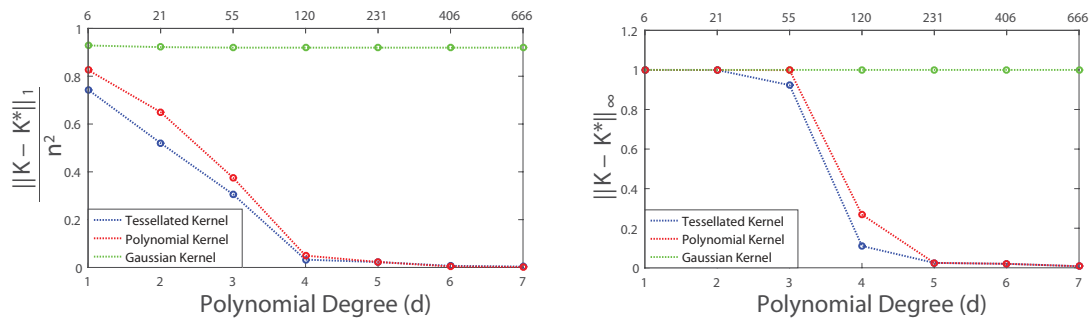 6 21 55 120 231 406 666
1
0.8
0.6
0.4
0.2
0
||K – K*||₁
n²
Tessellated Kernel
Polynomial Kernel
Gaussian Kernel
1 2 3 4 5 6 7
Polynomial Degree (d)
6 21 55 120 231 406 666
1.2
1
0.8
0.6
0.4
0.2
0
||K – K*||∞
Tessellated Kernel
Polynomial Kernel
Gaussian Kernel
1 2 3 4 5 6 7
Polynomial Degree (d)